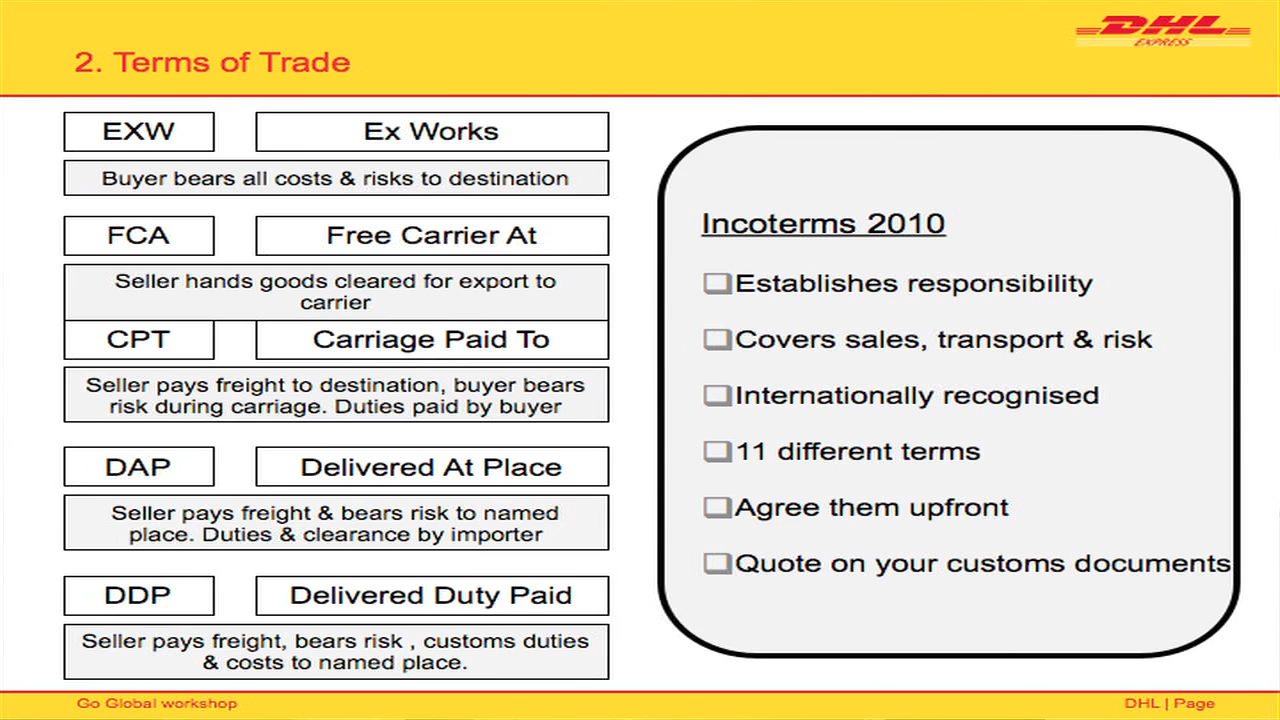 DHL
EXPRESS
2. Terms of Trade
EXW
Ex Works
Buyer bears all costs & risks to destination
FCA
Free Carrier At
Seller hands goods cleared for export to
carrier
CPT
Carriage Paid To
Seller pays freight to destination, buyer bears
risk during carriage. Duties paid by buyer
DAP
Delivered At Place
Seller pays freight & bears risk to named
place. Duties & clearance by importer
DDP
Delivered Duty Paid
Seller pays freight, bears risk , customs duties
& costs to named place.
Incoterms 2010
Establishes responsibility
Covers sales, transport & risk
Internationally recognised
11 different terms
Agree them upfront
Quote on your customs documents
Go Global workshop
DHL | Page